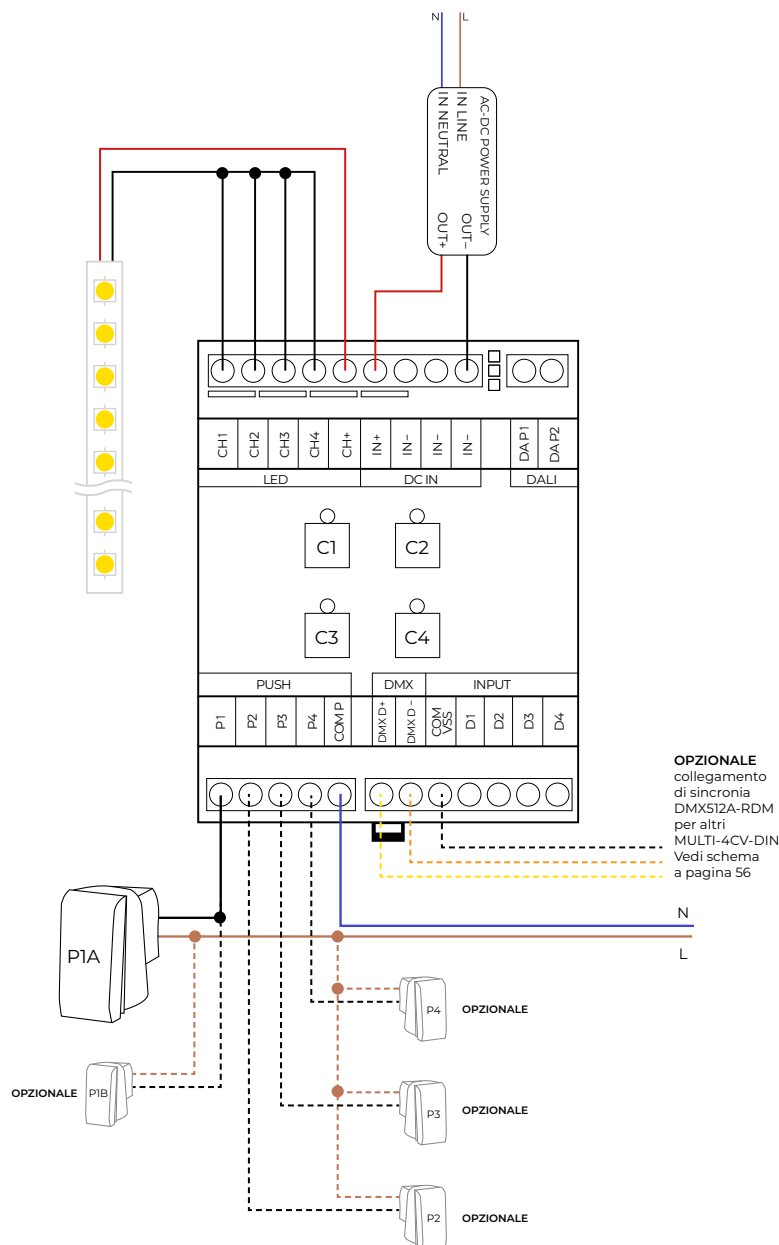 N L
AC-DC POWER SUPPLY
IN LINE
IN NEUTRAL
OUT+
OUT–
CH1 CH2 CH3 CH4 CH+ IN+ IN– IN– IN– DA P1 DA P2
LED DC IN DALI
C1 C2
C3 C4
PUSH DMX INPUT
P1 P2 P3 P4 COM P DMX D+ DMX D – COM VSS D1 D2 D3 D4
OPZIONALE
collegamento
di sincronia
DMX512A-RDM
per altri
MULTI-4CV-DIN
Vedi schema
a pagina 56
N
L
P1A
P4 OPZIONALE
OPZIONALE P1B
P3 OPZIONALE
P2 OPZIONALE